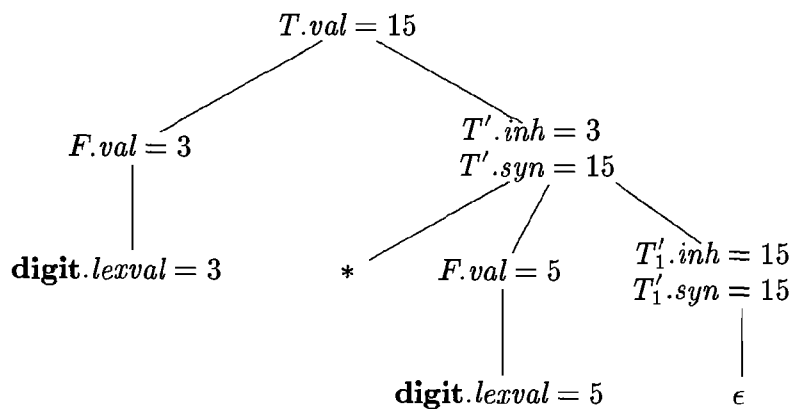 T.val = 15
F.val = 3
T′.inh = 3
T′.syn = 15
digit.lexval = 3
*
F.val = 5
T′₁.inh = 15
T′₁.syn = 15
digit.lexval = 5
ϵ